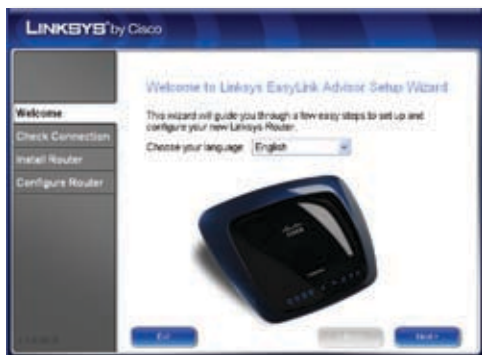 LINKSYS® by Cisco
Welcome to Linksys EasyLink Advisor Setup Wizard
Welcome
Check Connection
Install Router
Configure Router
This wizard will guide you through a few easy steps to set up and
configure your new Linksys Router.
Choose your language English
CISCO
Exit
Next